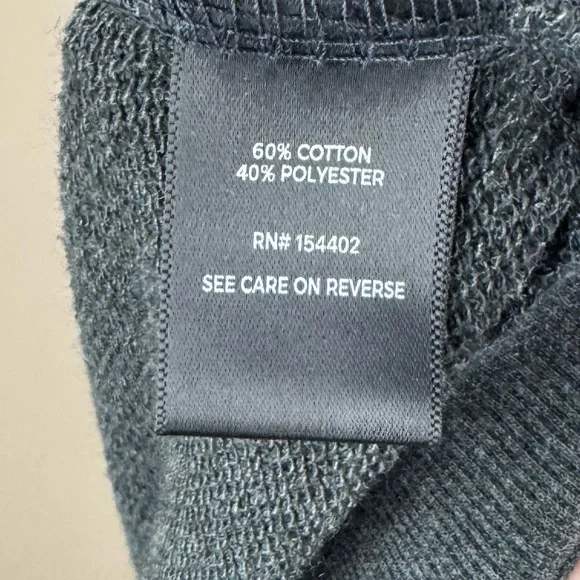 60% COTTON
40% POLYESTER
RN# 154402
SEE CARE ON REVERSE